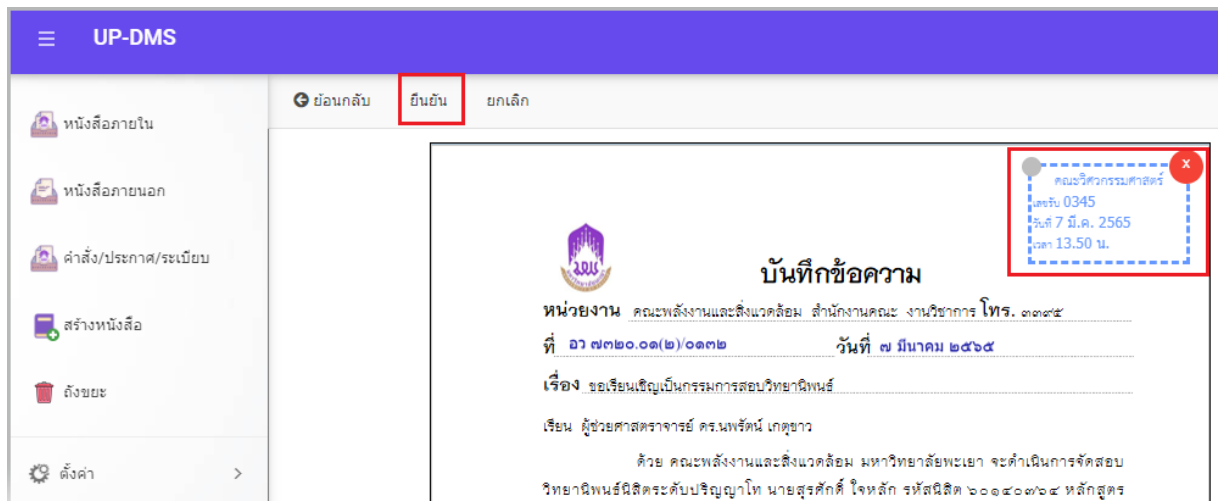 UP-DMS
ย้อนกลับ ยืนยัน ยกเลิก
หนังสือภายใน
หนังสือภายนอก
คำสั่ง/ประกาศ/ระเบียบ
สร้างหนังสือ
ถังขยะ
ตั้งค่า
x
คณะวิศวกรรมศาสตร์
เลขรับ 0345
วันที่ 7 มี.ค. 2565
เวลา 13.50 น.
บันทึกข้อความ
หน่วยงาน คณะพลังงานและสิ่งแวดล้อม สำนักงานคณะ งานวิชาการ โทร. ๓๓๙๕
ที่ อว ๗๓๒๐.๐๑(๒)/๐๑๓๒ วันที่ ๗ มีนาคม ๒๕๖๕
เรื่อง ขอเรียนเชิญเป็นกรรมการสอบวิทยานิพนธ์
เรียน ผู้ช่วยศาสตราจารย์ ดร.นพรัตน์ เกตุขาว
ด้วย คณะพลังงานและสิ่งแวดล้อม มหาวิทยาลัยพะเยา จะดำเนินการจัดสอบ
วิทยานิพนธ์นิสิตระดับปริญญาโท นายสุรศักดิ์ ใจหลัก รหัสนิสิต ๖๐๑๔๐๓๖๔ หลักสูตร